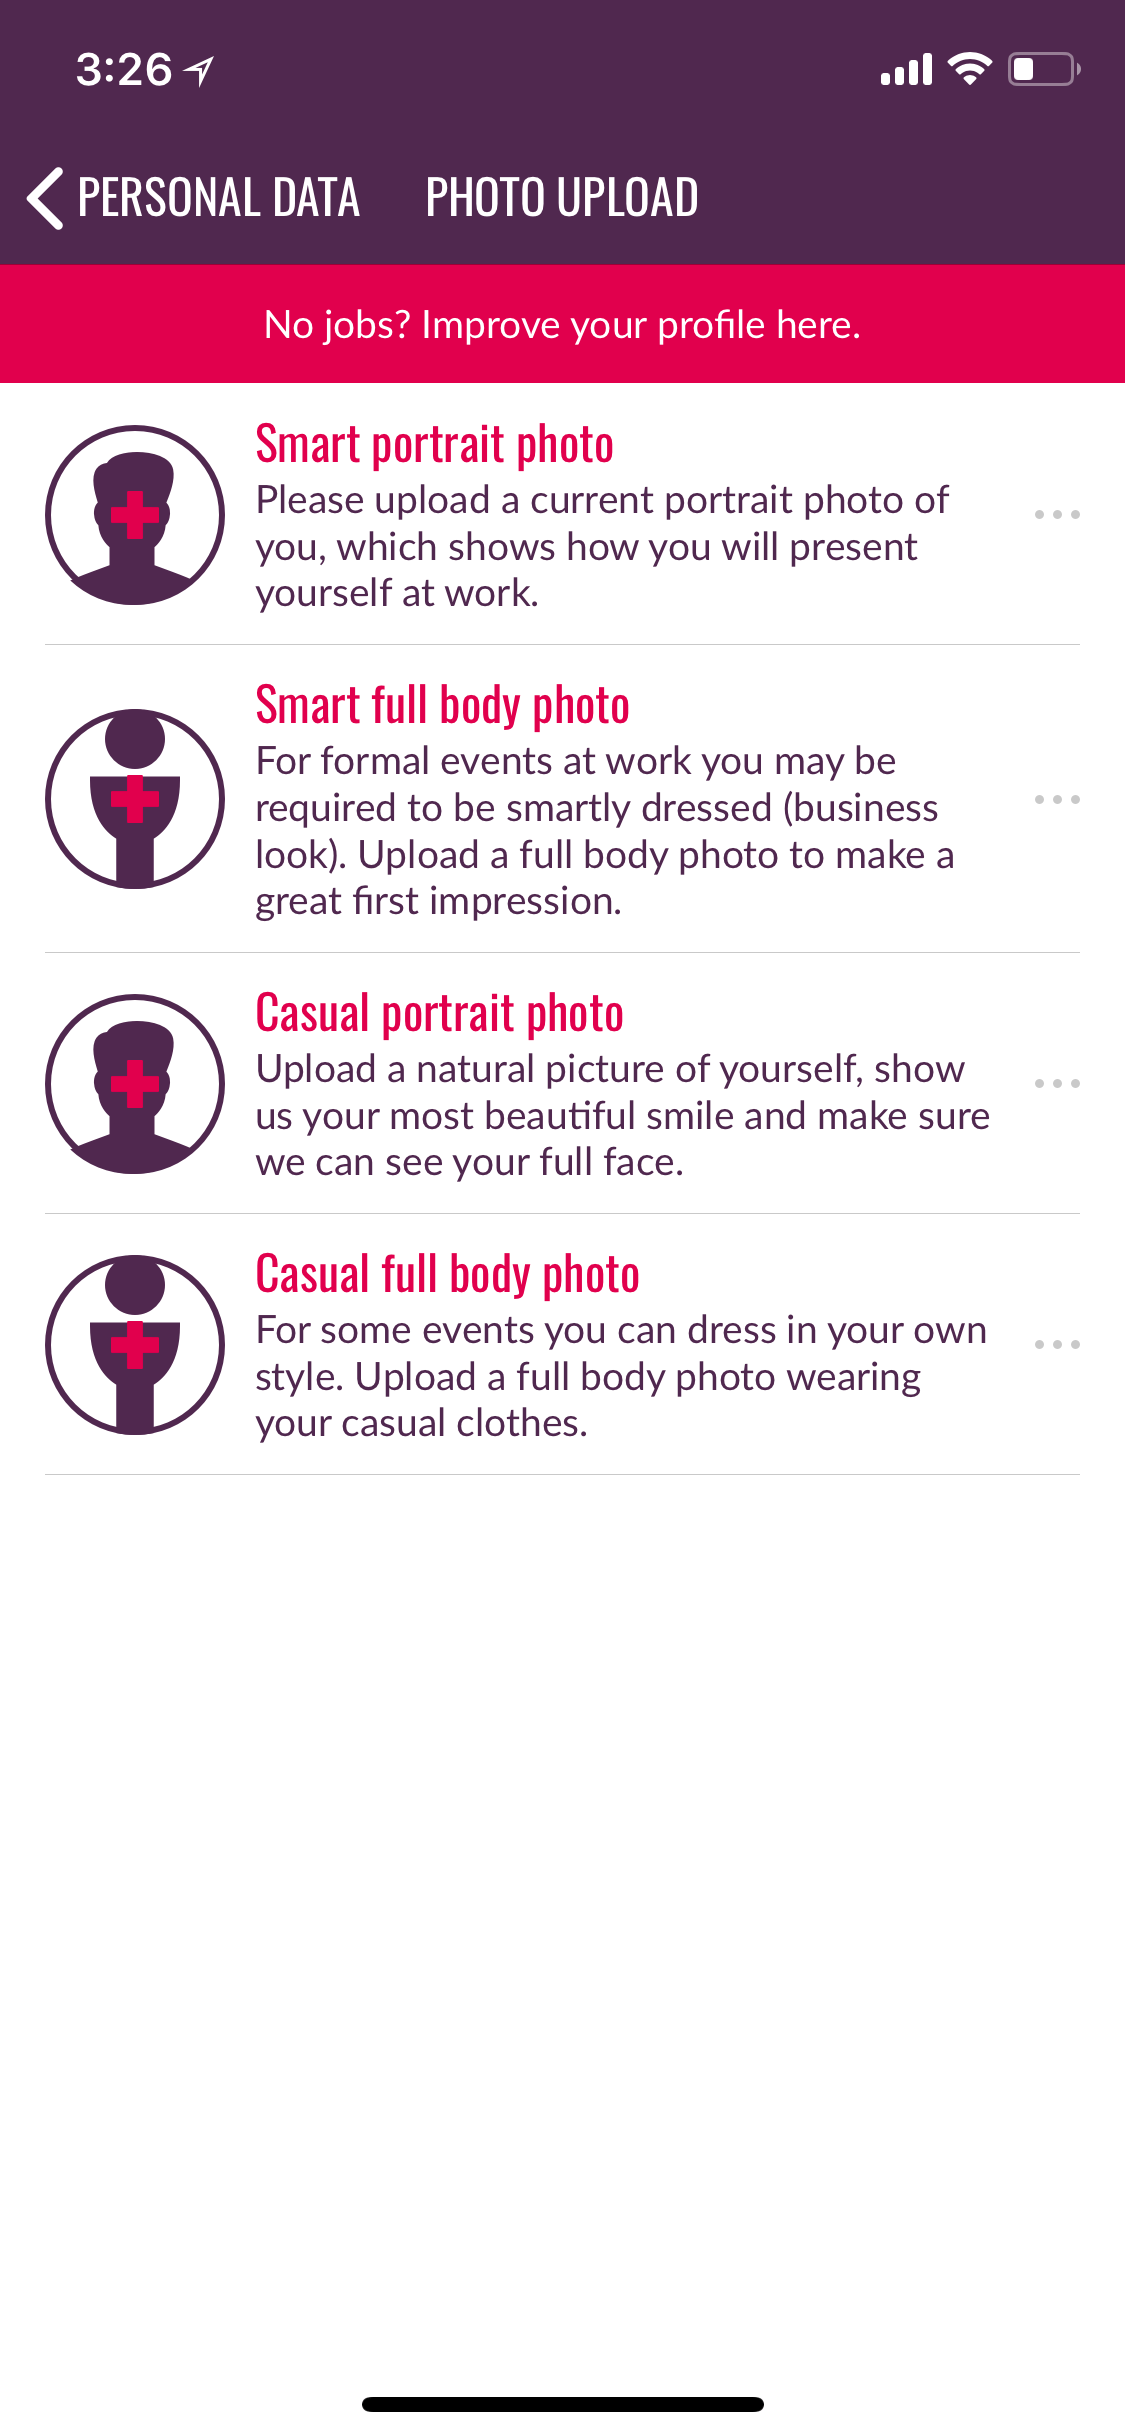 3:26
PERSONAL DATA
PHOTO UPLOAD
No jobs? Improve your profile here.
Smart portrait photo
Please upload a current portrait photo of
you, which shows how you will present
yourself at work.
Smart full body photo
For formal events at work you may be
required to be smartly dressed (business
look). Upload a full body photo to make a
great first impression.
Casual portrait photo
Upload a natural picture of yourself, show
us your most beautiful smile and make sure
we can see your full face.
Casual full body photo
For some events you can dress in your own
style. Upload a full body photo wearing
your casual clothes.